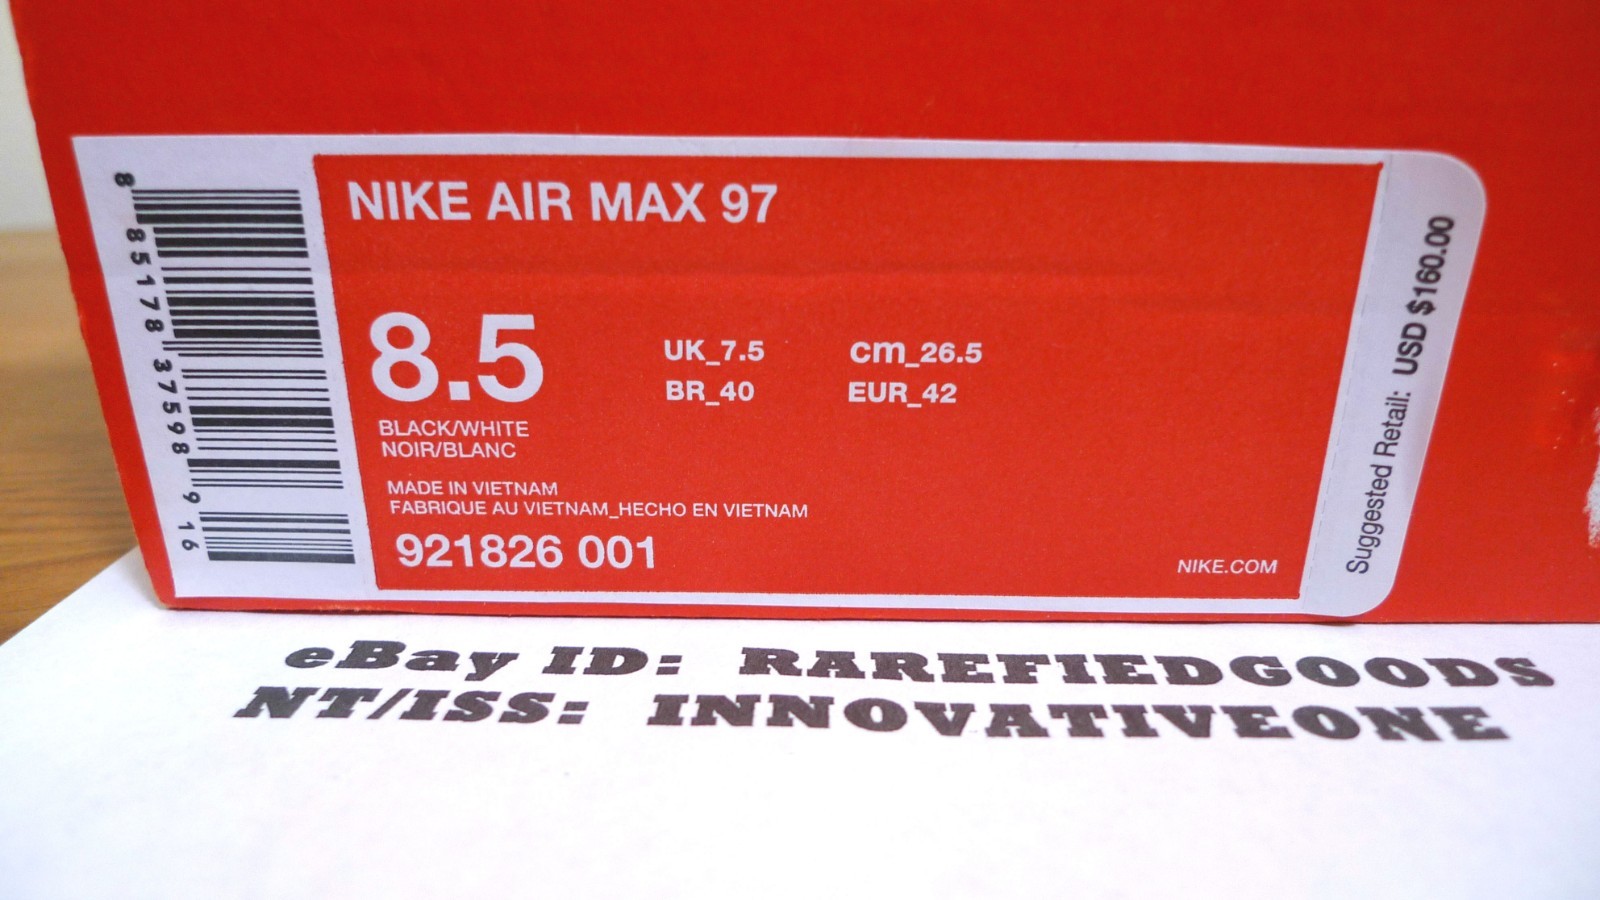 8 85178 37598 9 16
NIKE AIR MAX 97
8.5
UK_7.5 cm_26.5
BR_40 EUR_42
BLACK/WHITE
NOIR/BLANC
MADE IN VIETNAM
FABRIQUE AU VIETNAM_HECHO EN VIETNAM
921826 001
NIKE.COM
Suggested Retail: USD $160.00
eBay ID: RAREFIEDGOODS
NT/ISS: INNOVATIVEONE